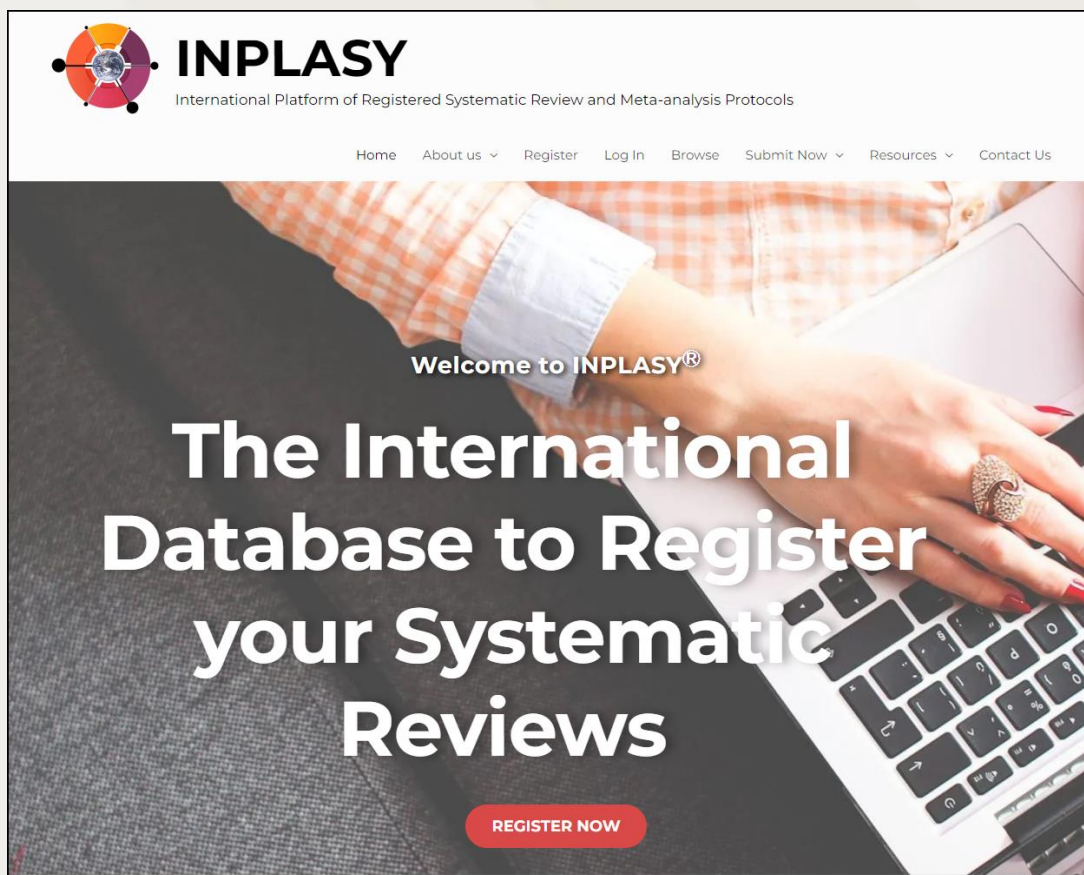 INPLASY
International Platform of Registered Systematic Review and Meta-analysis Protocols
Home About us Register Log In Browse Submit Now Resources Contact Us
Welcome to INPLASY®
The International
Database to Register
your Systematic
Reviews
REGISTER NOW